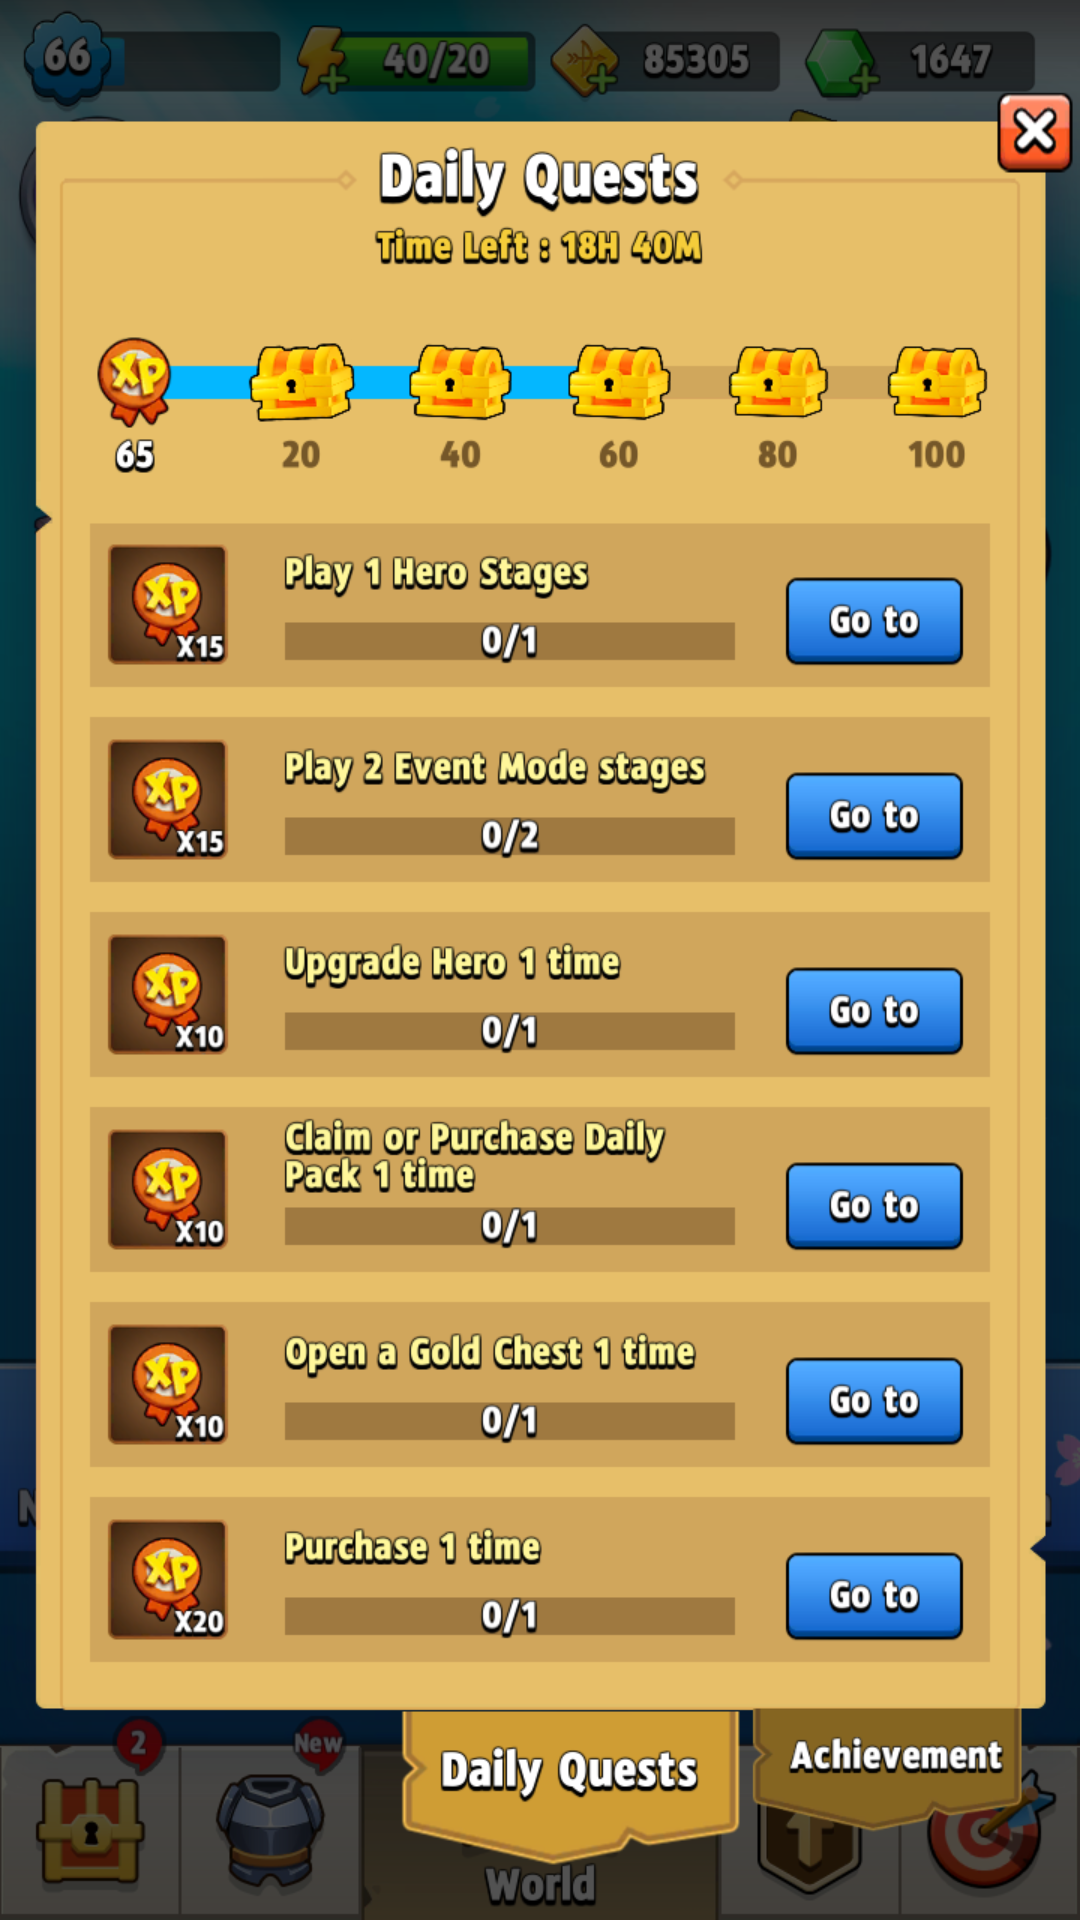 66
40/20
85305
1647
Daily Quests
Time Left : 18H 40M
XP
65
20
40
60
80
100
XP
X15
Play 1 Hero Stages
0/1
Go to
XP
X15
Play 2 Event Mode stages
0/2
Go to
XP
X10
Upgrade Hero 1 time
0/1
Go to
XP
X10
Claim or Purchase Daily
Pack 1 time
0/1
Go to
XP
X10
Open a Gold Chest 1 time
0/1
Go to
XP
X20
Purchase 1 time
0/1
Go to
2
New
Daily Quests
Achievement
World